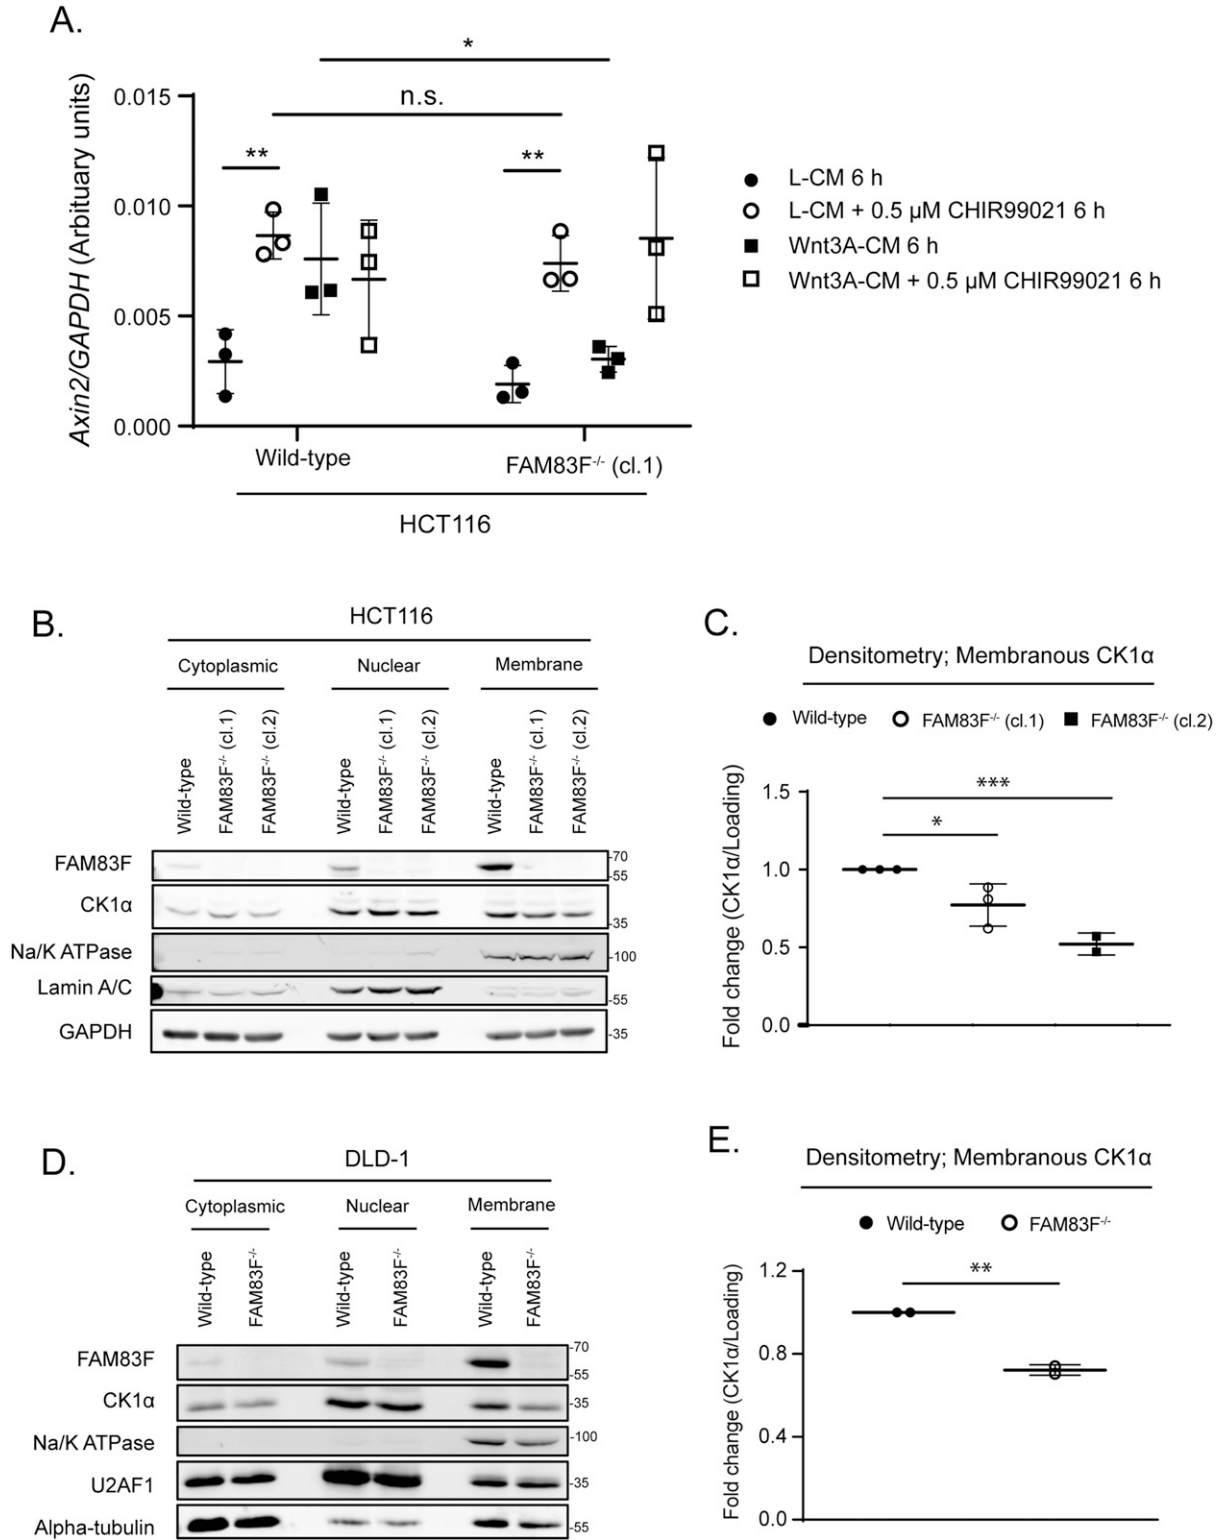 A.
*
n.s.
**
**
Axin2/GAPDH (Arbituary units)
0.015
0.010
0.005
0.000
L-CM 6 h
L-CM + 0.5 µM CHIR99021 6 h
Wnt3A-CM 6 h
Wnt3A-CM + 0.5 µM CHIR99021 6 h
Wild-type
FAM83F-/- (cl.1)
HCT116
B.
HCT116
Cytoplasmic
Nuclear
Membrane
Wild-type
FAM83F-/- (cl.1)
FAM83F-/- (cl.2)
Wild-type
FAM83F-/- (cl.1)
FAM83F-/- (cl.2)
Wild-type
FAM83F-/- (cl.1)
FAM83F-/- (cl.2)
FAM83F
-70
-55
CK1α
-35
Na/K ATPase
-100
Lamin A/C
-55
GAPDH
-35
C.
Densitometry; Membranous CK1α
Wild-type
FAM83F-/- (cl.1)
FAM83F-/- (cl.2)
Fold change (CK1α/Loading)
1.5
1.0
0.5
0.0
***
*
D.
DLD-1
Cytoplasmic
Nuclear
Membrane
Wild-type
FAM83F-/-
Wild-type
FAM83F-/-
Wild-type
FAM83F-/-
FAM83F
-70
-55
CK1α
-35
Na/K ATPase
-100
U2AF1
-35
Alpha-tubulin
-55
E.
Densitometry; Membranous CK1α
Wild-type
FAM83F-/-
Fold change (CK1α/Loading)
1.2
0.8
0.4
0.0
**